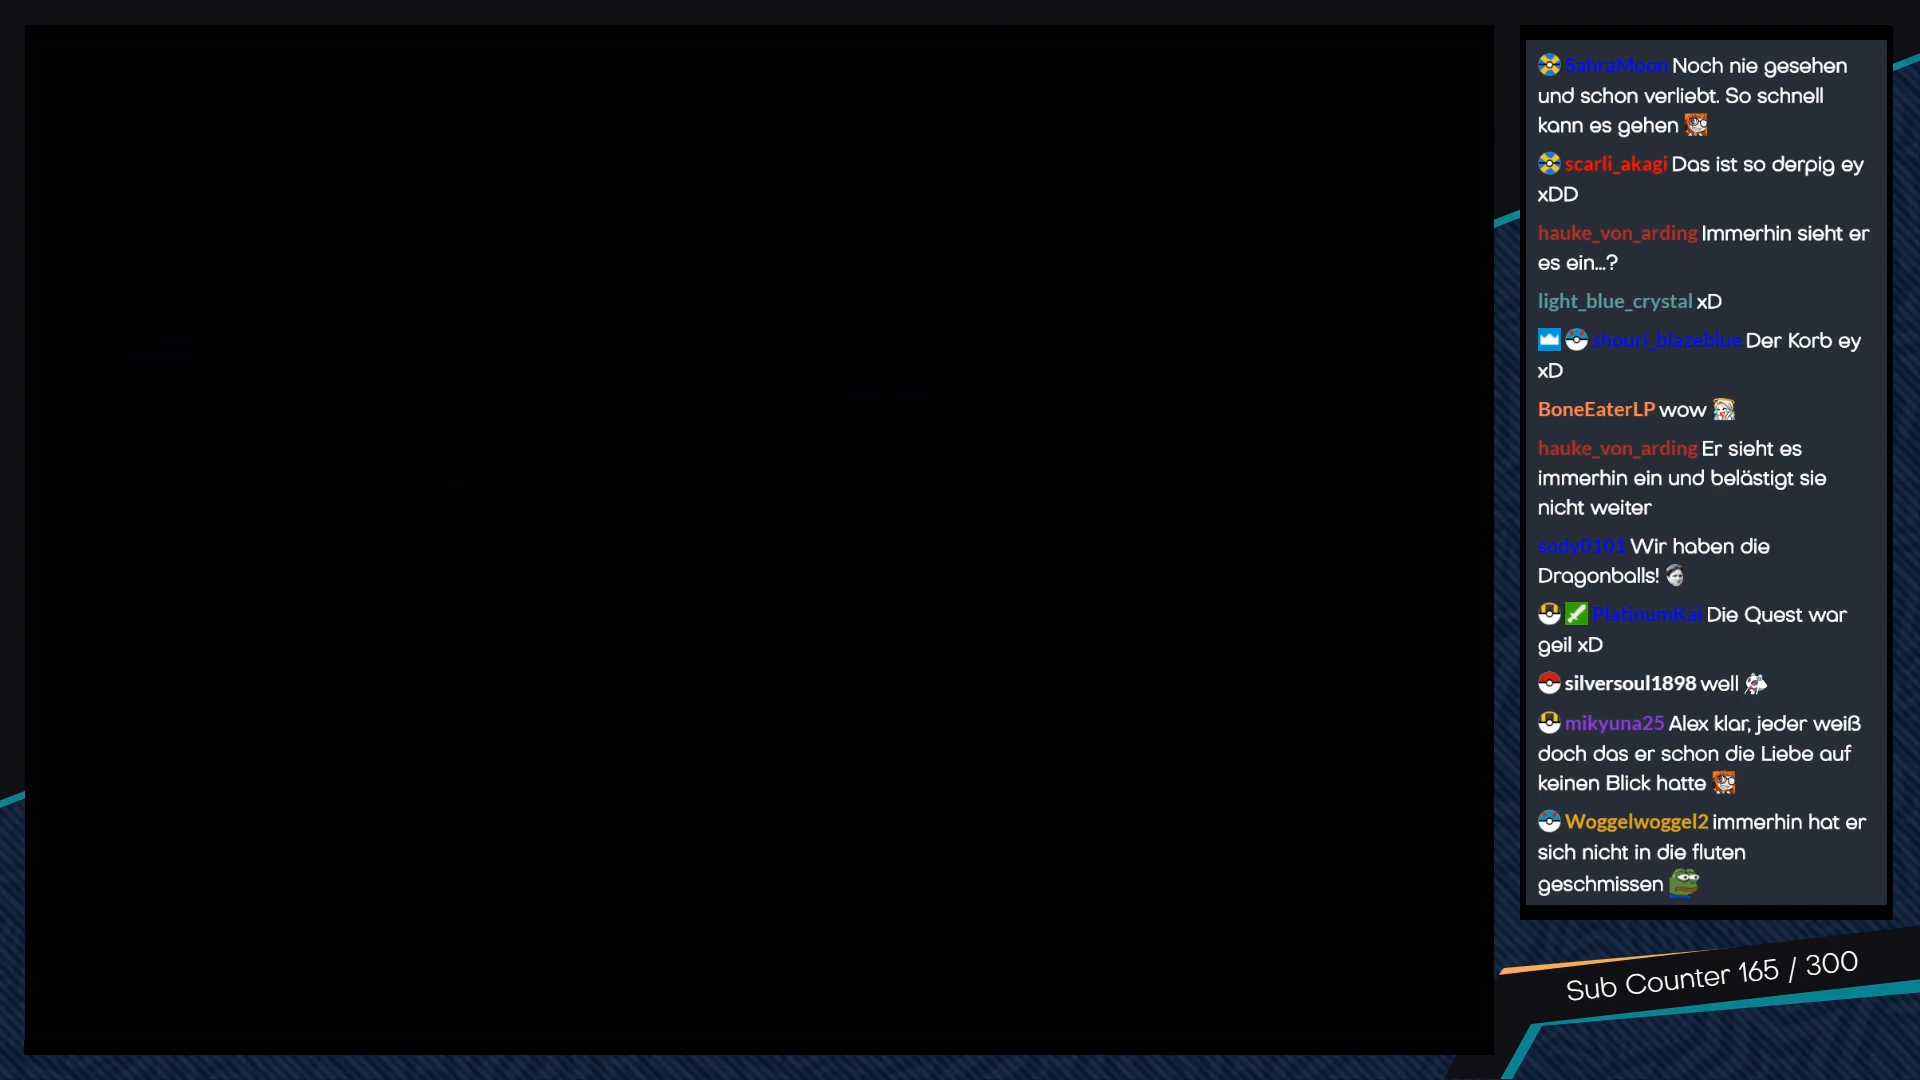 SahraMoon Noch nie gesehen
und schon verliebt. So schnell
kann es gehen
scarli_akagi Das ist so derpig ey
xDD
hauke_von_arding Immerhin sieht er
es ein...?
light_blue_crystal xD
shouri_blazeblue Der Korb ey
xD
BoneEaterLP wow
hauke_von_arding Er sieht es
immerhin ein und belästigt sie
nicht weiter
sody0101 Wir haben die
Dragonballs!
PlatinumKai Die Quest war
geil xD
silversoul1898 well
mikyuna25 Alex klar, jeder weiß
doch das er schon die Liebe auf
keinen Blick hatte
Woggelwoggel2 immerhin hat er
sich nicht in die fluten
geschmissen
Sub Counter 165 / 300